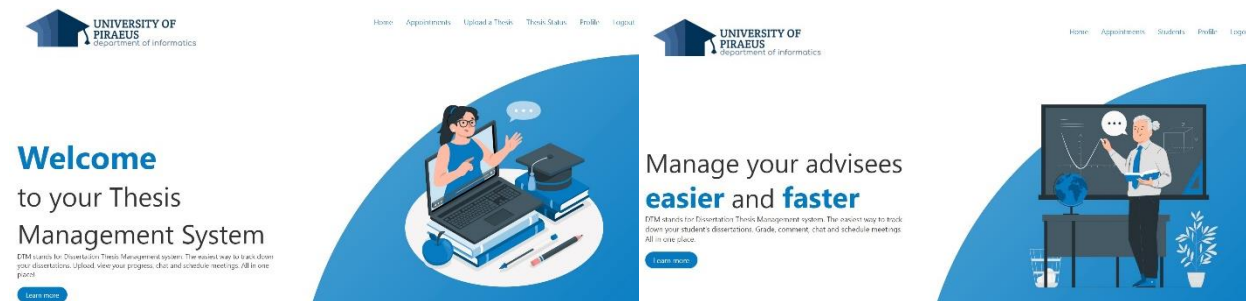 UNIVERSITY OF
PIRAEUS
department of informatics
Home Appointments Upload a Thesis Thesis Status Profile Logout
Welcome
to your Thesis
Management System
DTM stands for Dissertation Thesis Management system. The easiest way to track down
your dissertations. Upload, view your progress, chat and schedule meetings. All in one
place!
Learn more
UNIVERSITY OF
PIRAEUS
department of informatics
Home Appointments Students Profile Logo
Manage your advisees
easier and faster
DTM stands for Dissertation Thesis Management system. The easiest way to track
down your student's dissertations. Grade, comment, chat and schedule meetings
All in one place.
Learn more